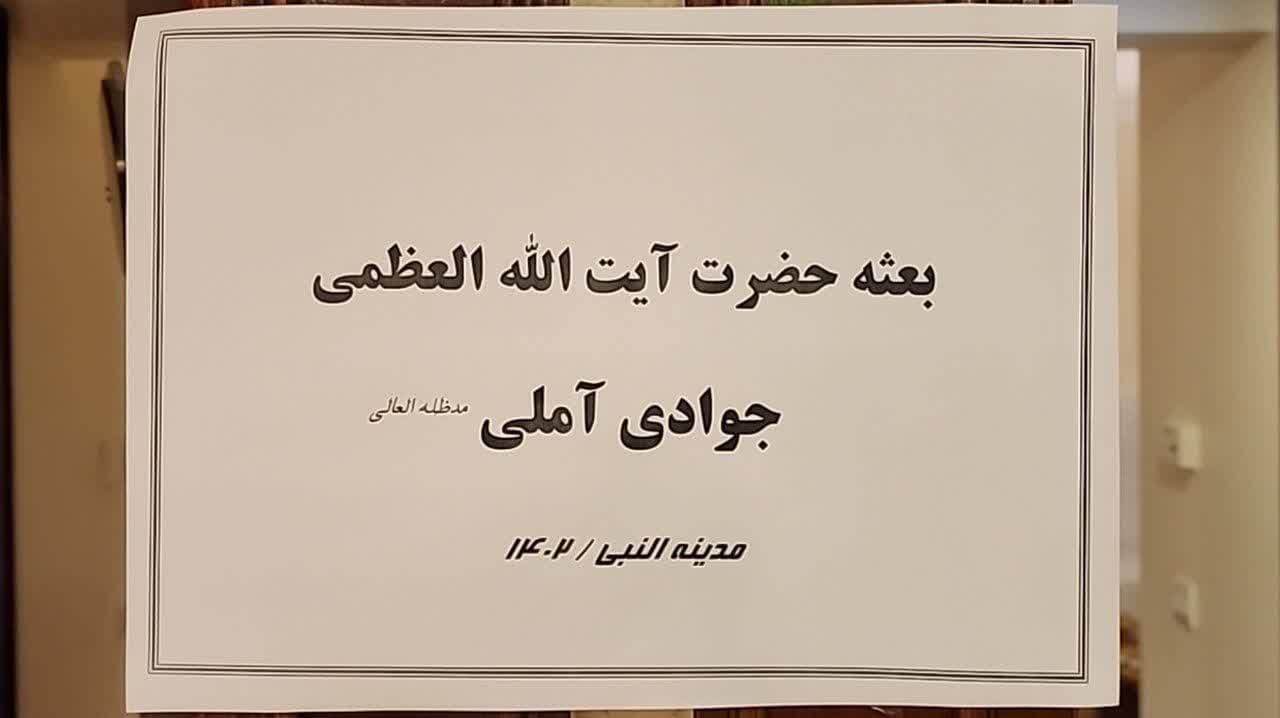 بعثه حضرت آیت الله العظمی
جوادی آملی مدظله العالی
مدینه النبی / ۱۴۰۲